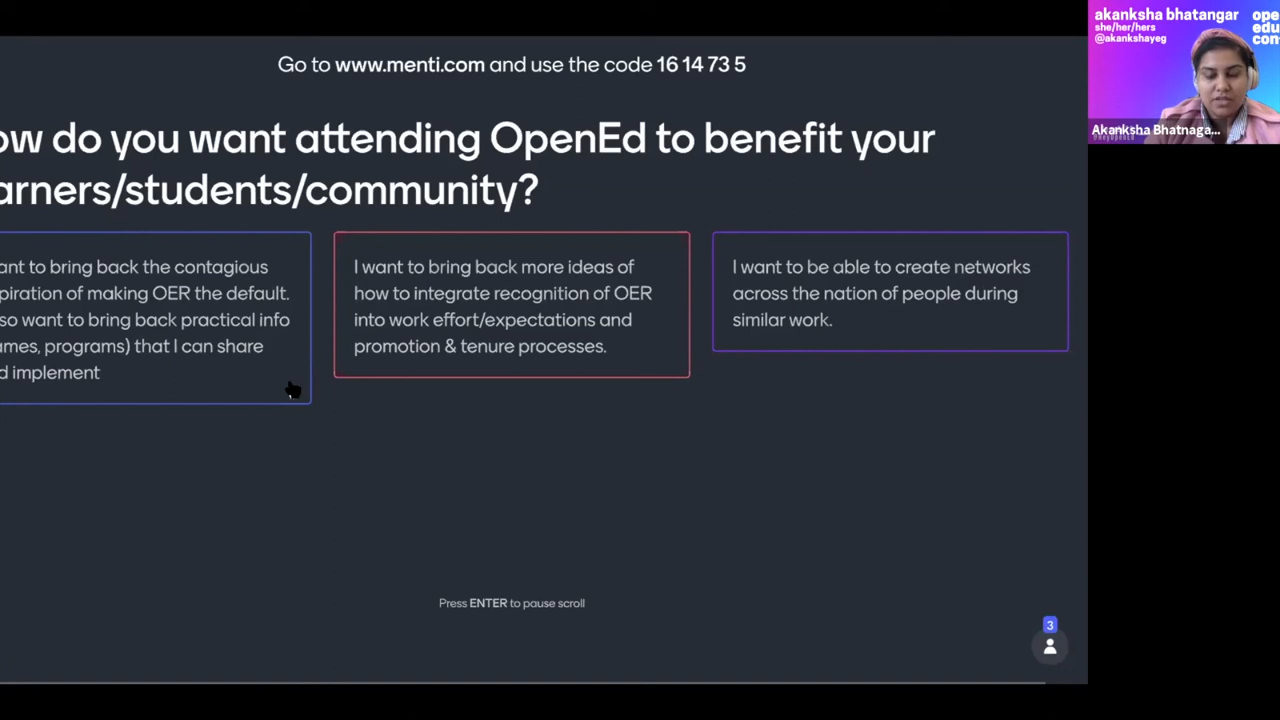 Go to www.menti.com and use the code 16 14 73 5
ow do you want attending OpenEd to benefit your
arners/students/community?
ant to bring back the contagious
piration of making OER the default.
so want to bring back practical info
ames, programs) that I can share
d implement
I want to bring back more ideas of
how to integrate recognition of OER
into work effort/expectations and
promotion & tenure processes.
I want to be able to create networks
across the nation of people during
similar work.
Press ENTER to pause scroll
3
akanksha bhatangar
she/her/hers
@akankshayeg
ope
edu
con
Akanksha Bhatnaga...